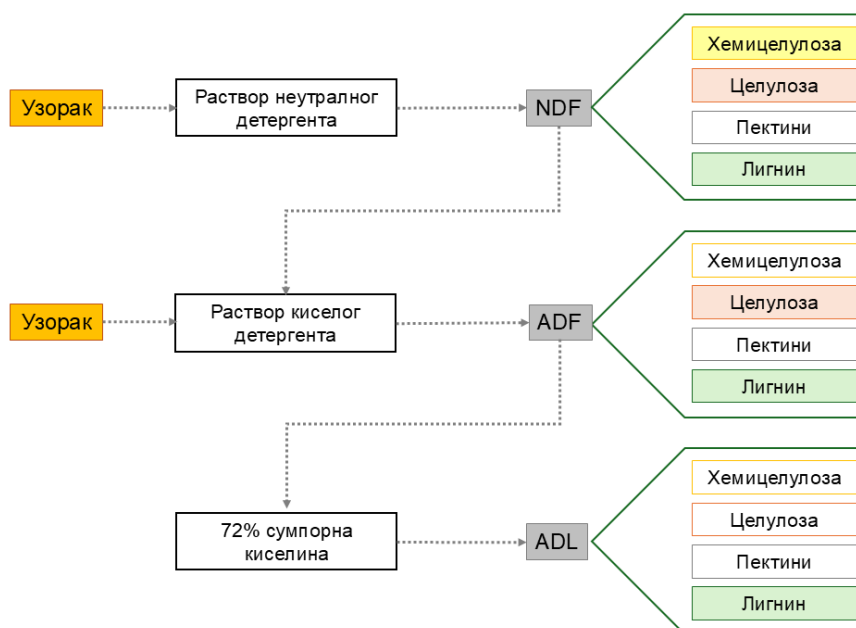 Хемицелулоза
Узорак
Раствор неутралног
детергента
NDF
Целулоза
Пектини
Лигнин
Узорак
Раствор киселог
детергента
ADF
Хемицелулоза
Целулоза
Пектини
Лигнин
72% сумпорна
киселина
ADL
Хемицелулоза
Целулоза
Пектини
Лигнин